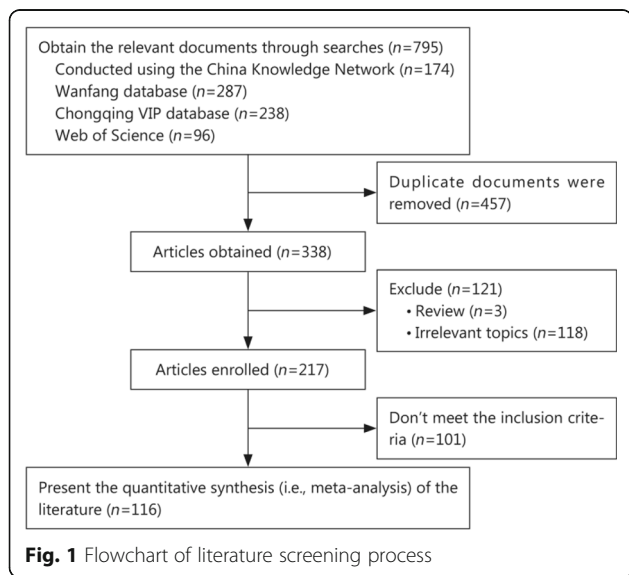 Obtain the relevant documents through searches (n=795)
Conducted using the China Knowledge Network (n=174)
Wanfang database (n=287)
Chongqing VIP database (n=238)
Web of Science (n=96)
Duplicate documents were
removed (n=457)
Articles obtained (n=338)
Exclude (n=121)
• Review (n=3)
• Irrelevant topics (n=118)
Articles enrolled (n=217)
Don't meet the inclusion crite-
ria (n=101)
Present the quantitative synthesis (i.e., meta-analysis) of the
literature (n=116)
Fig. 1 Flowchart of literature screening process